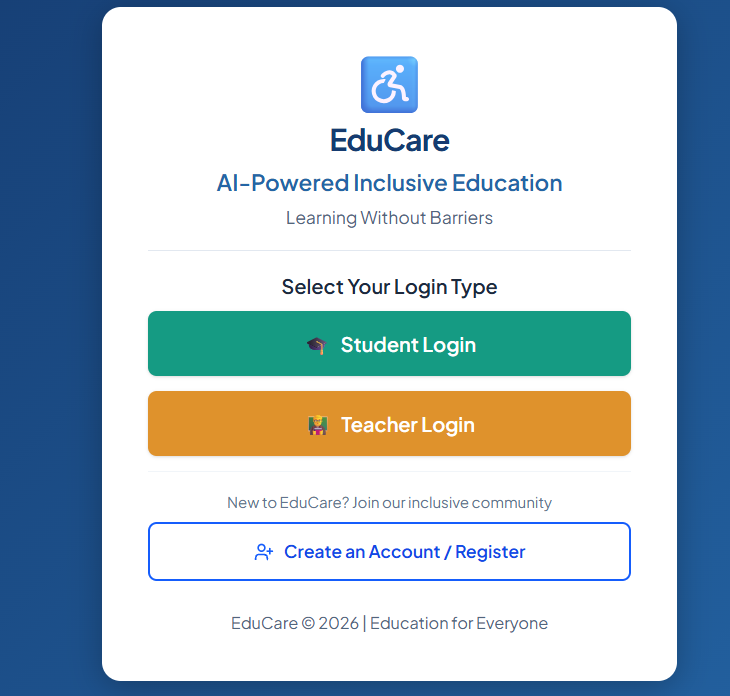 EduCare
AI-Powered Inclusive Education
Learning Without Barriers
Select Your Login Type
Student Login
Teacher Login
New to EduCare? Join our inclusive community
Create an Account / Register
EduCare © 2026 | Education for Everyone